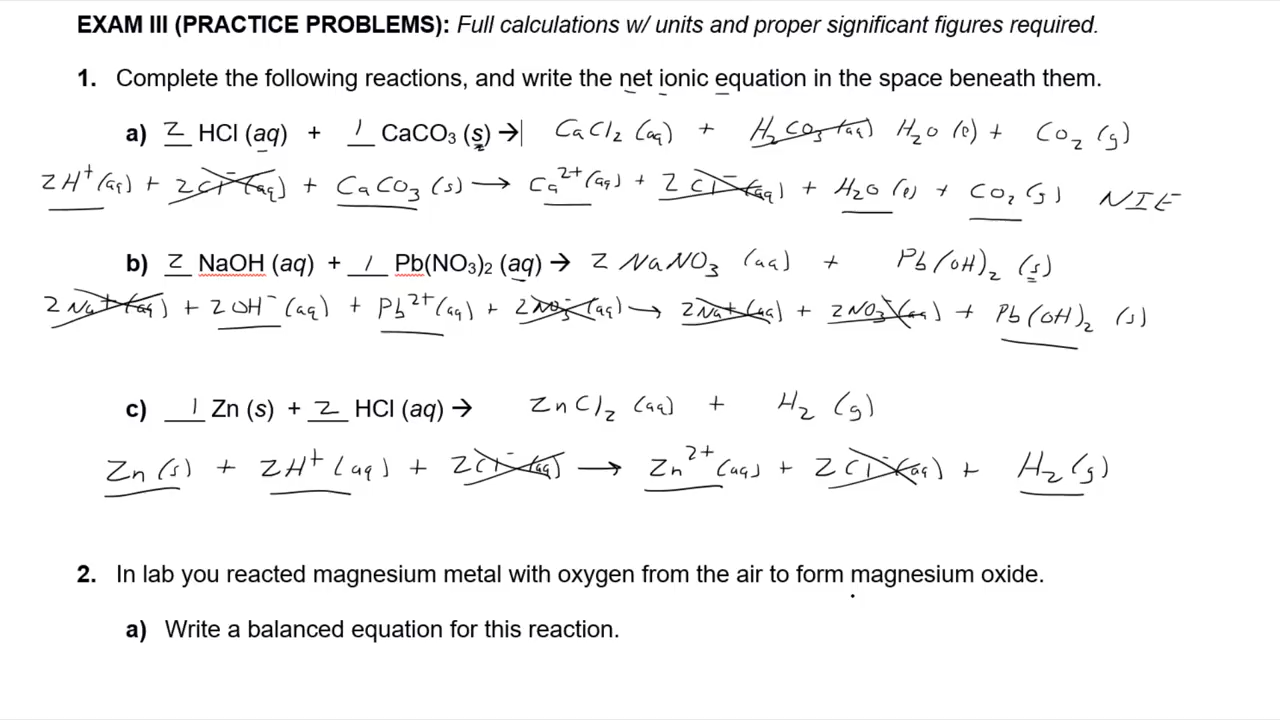 EXAM III (PRACTICE PROBLEMS): Full calculations w/ units and proper significant figures required.
1. Complete the following reactions, and write the net ionic equation in the space beneath them.
a) 2 HCl (aq) + 1 CaCO₃ (s) → CaCl₂ (aq) + H₂CO₃ (aq) H₂O (l) + CO₂ (g)
2H⁺ (aq) + 2Cl⁻ (aq) + CaCO₃ (s) → Ca²⁺ (aq) + 2Cl⁻ (aq) + H₂O (l) + CO₂ (g) NIE
b) 2 NaOH (aq) + 1 Pb(NO₃)₂ (aq) → 2 NaNO₃ (aq) + Pb(OH)₂ (s)
2Na⁺ (aq) + 2OH⁻ (aq) + Pb²⁺ (aq) + 2NO₃⁻ (aq) → 2Na⁺ (aq) + 2NO₃⁻ (aq) + Pb(OH)₂ (s)
c) 1 Zn (s) + 2 HCl (aq) → ZnCl₂ (aq) + H₂ (g)
Zn (s) + 2H⁺ (aq) + 2Cl⁻ (aq) → Zn²⁺ (aq) + 2Cl⁻ (aq) + H₂ (g)
2. In lab you reacted magnesium metal with oxygen from the air to form magnesium oxide.
a) Write a balanced equation for this reaction.